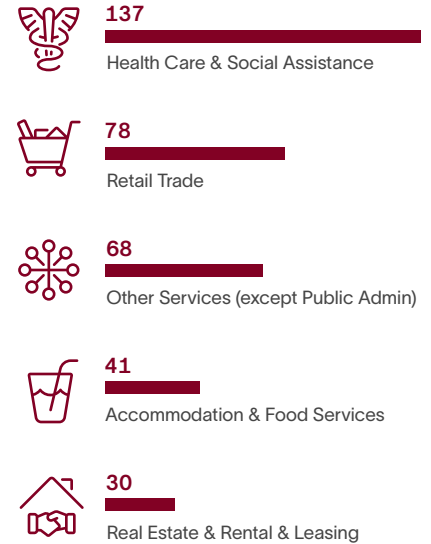 137
Health Care & Social Assistance
78
Retail Trade
68
Other Services (except Public Admin)
41
Accommodation & Food Services
30
Real Estate & Rental & Leasing